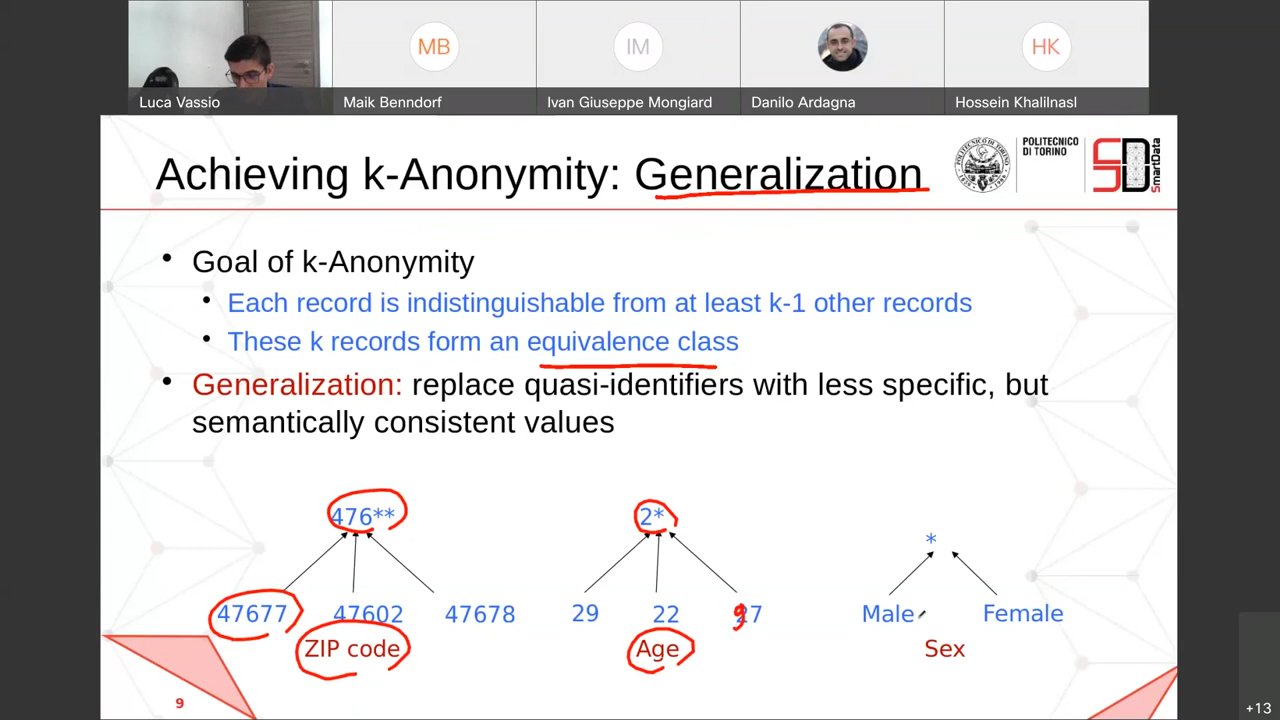 MB
IM
HK
Luca Vassio
Maik Benndorf
Ivan Giuseppe Mongiard
Danilo Ardagna
Hossein Khalilnasl
Achieving k-Anonymity: Generalization
POLITECNICO
DI TORINO
SD
SmartData
• Goal of k-Anonymity
• Each record is indistinguishable from at least k-1 other records
• These k records form an equivalence class
• Generalization: replace quasi-identifiers with less specific, but
semantically consistent values
476**
2*
*
47677 47602 47678
29 22 27
Male Female
ZIP code
Age
Sex
9
+13